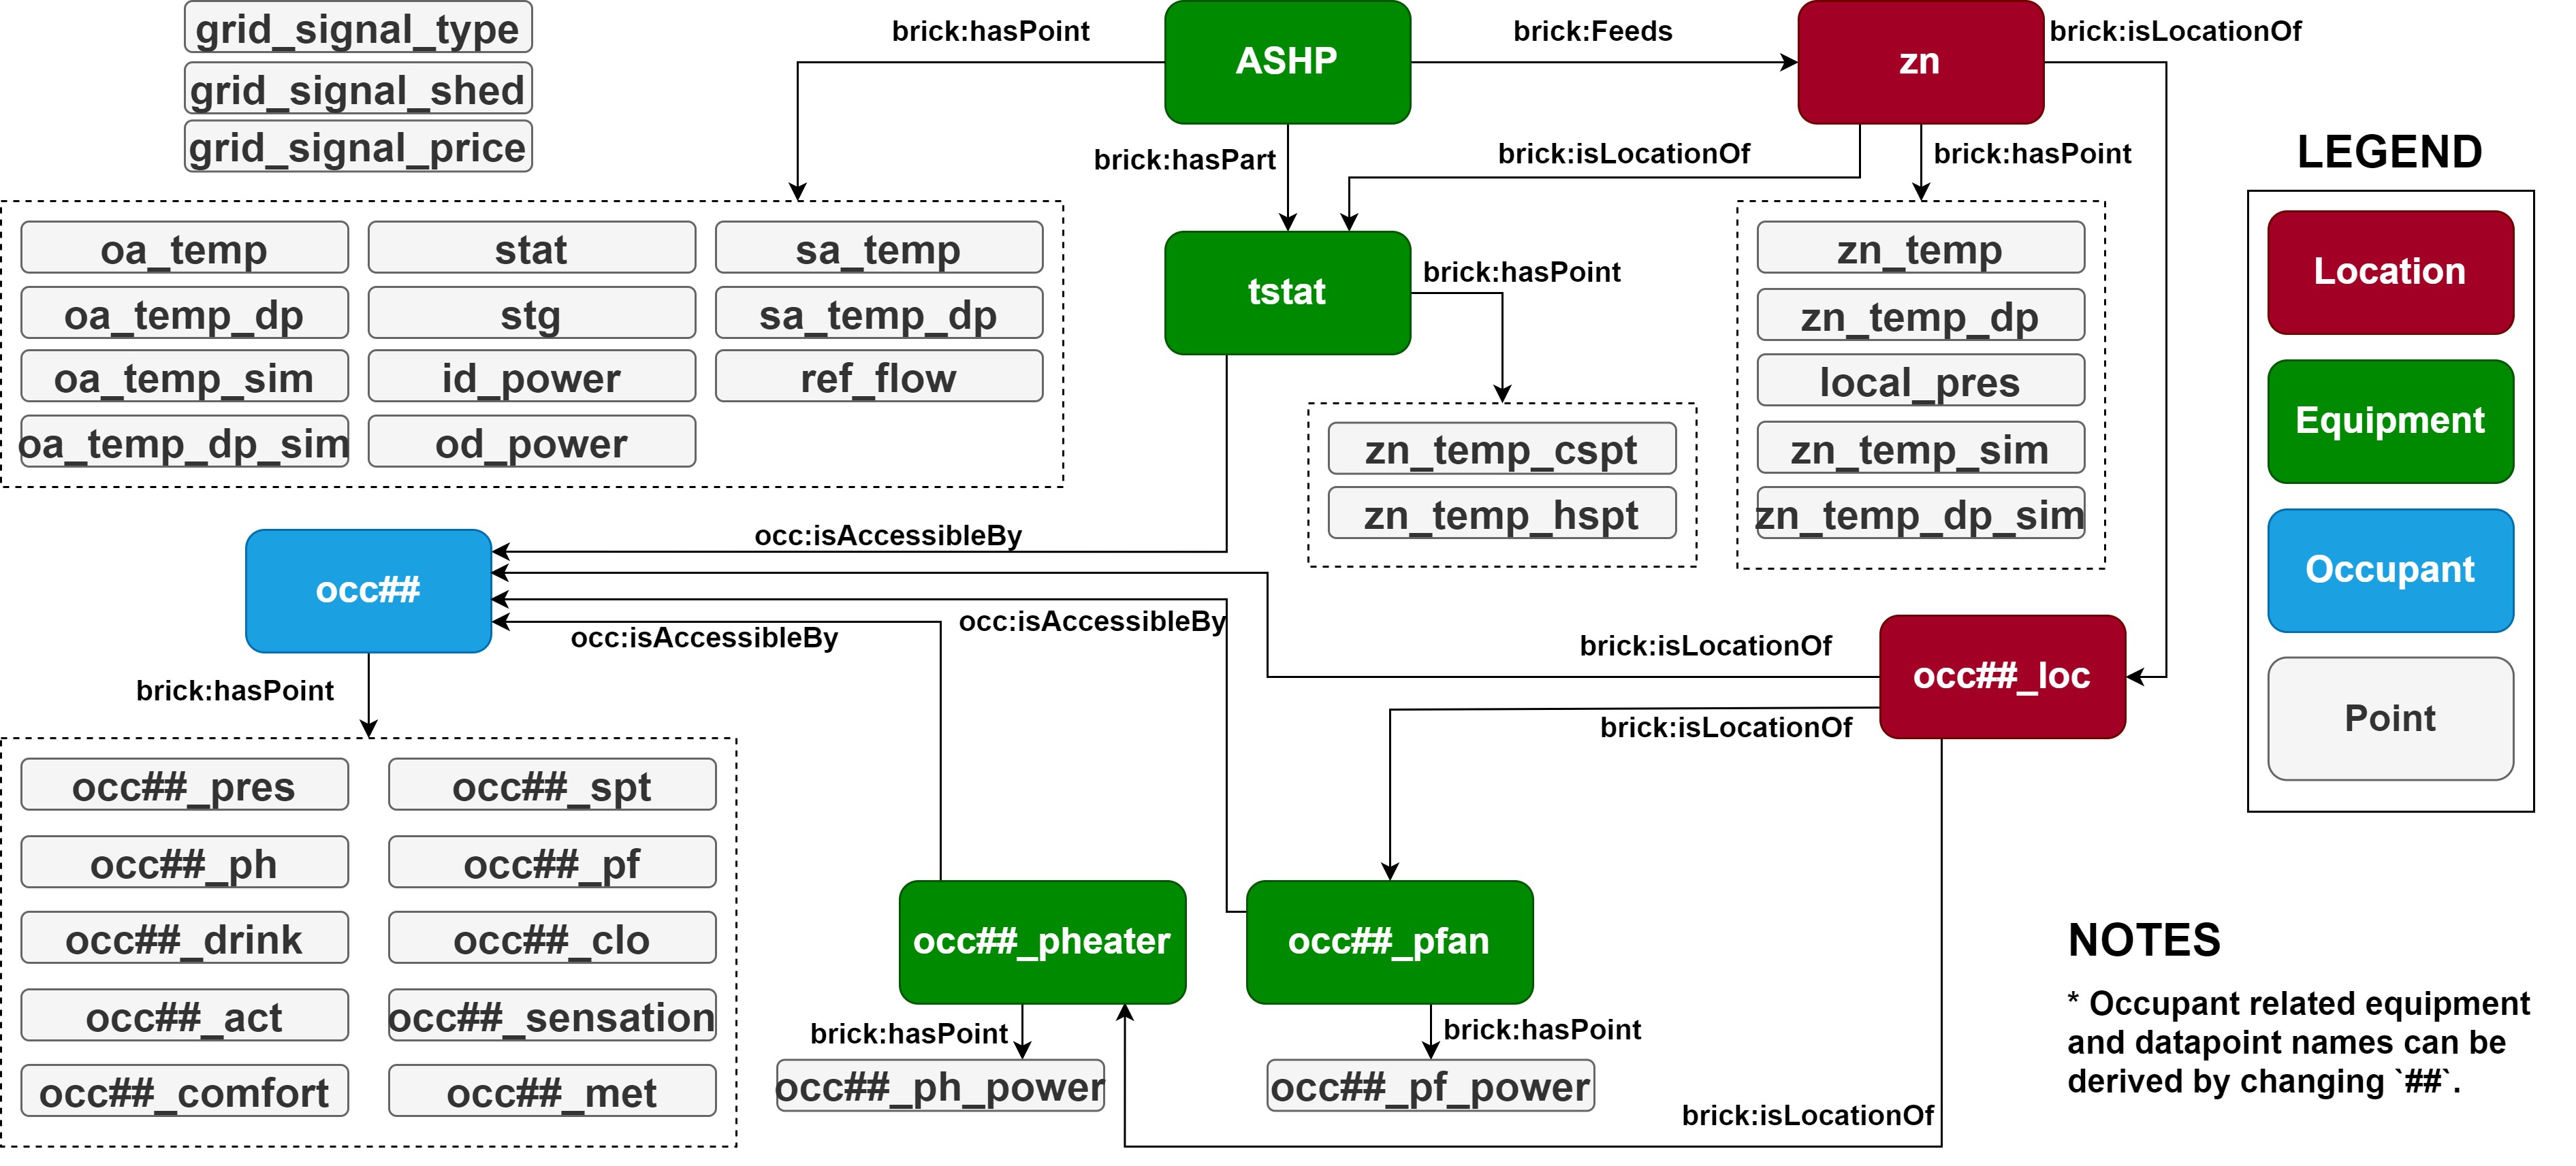 grid_signal_type
grid_signal_shed
grid_signal_price
brick:hasPoint
ASHP
brick:Feeds
zn
brick:isLocationOf
brick:hasPart
brick:isLocationOf
brick:hasPoint
oa_temp
stat
sa_temp
oa_temp_dp
stg
sa_temp_dp
oa_temp_sim
id_power
ref_flow
oa_temp_dp_sim
od_power
tstat
brick:hasPoint
zn_temp_cspt
zn_temp_hspt
zn_temp
zn_temp_dp
local_pres
zn_temp_sim
zn_temp_dp_sim
LEGEND
Location
Equipment
Occupant
Point
occ##
occ:isAccessibleBy
occ:isAccessibleBy
occ:isAccessibleBy
brick:isLocationOf
occ##_loc
brick:isLocationOf
brick:hasPoint
occ##_pres
occ##_spt
occ##_ph
occ##_pf
occ##_drink
occ##_clo
occ##_act
occ##_sensation
occ##_comfort
occ##_met
occ##_pheater
occ##_pfan
brick:hasPoint
brick:hasPoint
occ##_ph_power
occ##_pf_power
brick:isLocationOf
NOTES
* Occupant related equipment
and datapoint names can be
derived by changing `##`.